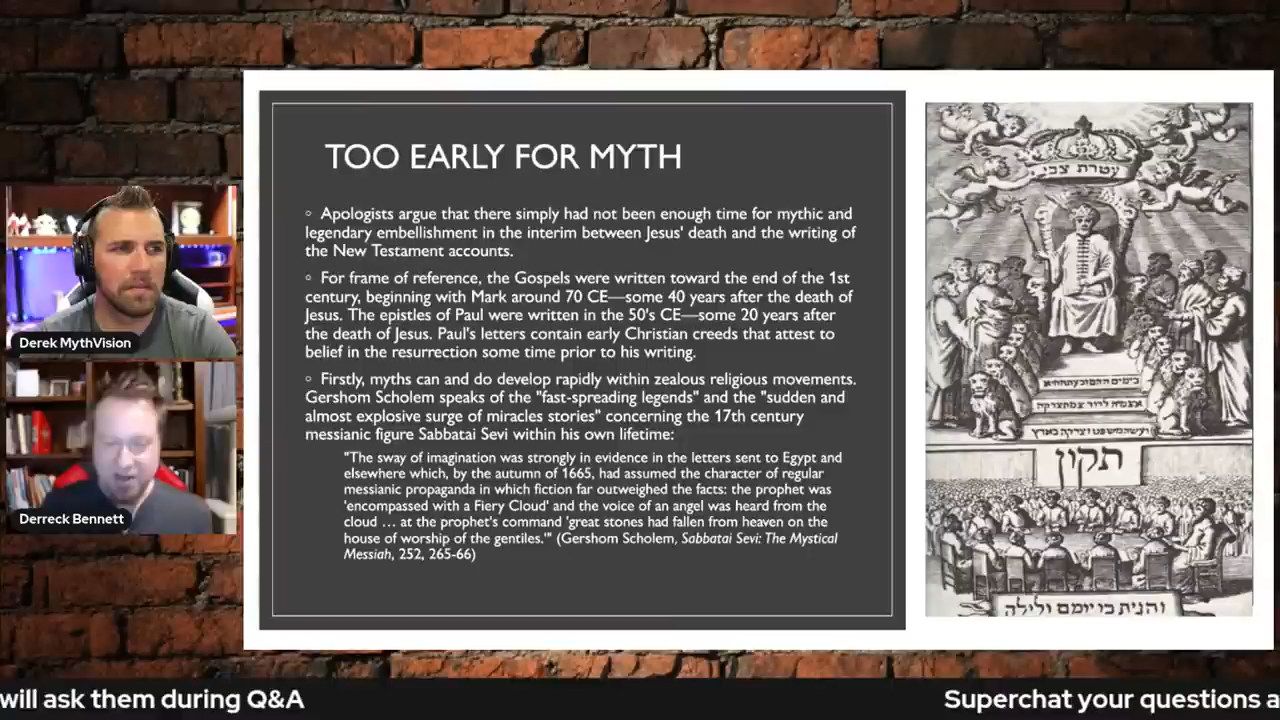 TOO EARLY FOR MYTH
◦ Apologists argue that there simply had not been enough time for mythic and
legendary embellishment in the interim between Jesus' death and the writing of
the New Testament accounts.
◦ For frame of reference, the Gospels were written toward the end of the 1st
century, beginning with Mark around 70 CE—some 40 years after the death of
Jesus. The epistles of Paul were written in the 50's CE—some 20 years after
the death of Jesus. Paul's letters contain early Christian creeds that attest to
belief in the resurrection some time prior to his writing.
◦ Firstly, myths can and do develop rapidly within zealous religious movements.
Gershom Scholem speaks of the "fast-spreading legends" and the "sudden and
almost explosive surge of miracles stories" concerning the 17th century
messianic figure Sabbatai Sevi within his own lifetime:
"The sway of imagination was strongly in evidence in the letters sent to Egypt and
elsewhere which, by the autumn of 1665, had assumed the character of regular
messianic propaganda in which fiction far outweighed the facts: the prophet was
'encompassed with a Fiery Cloud' and the voice of an angel was heard from the
cloud … at the prophet's command 'great stones had fallen from heaven on the
house of worship of the gentiles.'" (Gershom Scholem, Sabbatai Sevi: The Mystical
Messiah, 252, 265-66)
עטרת צבי
תקון
והגית בו יומם ולילה
Derek MythVision
Derreck Bennett
will ask them during Q&A
Superchat your questions a